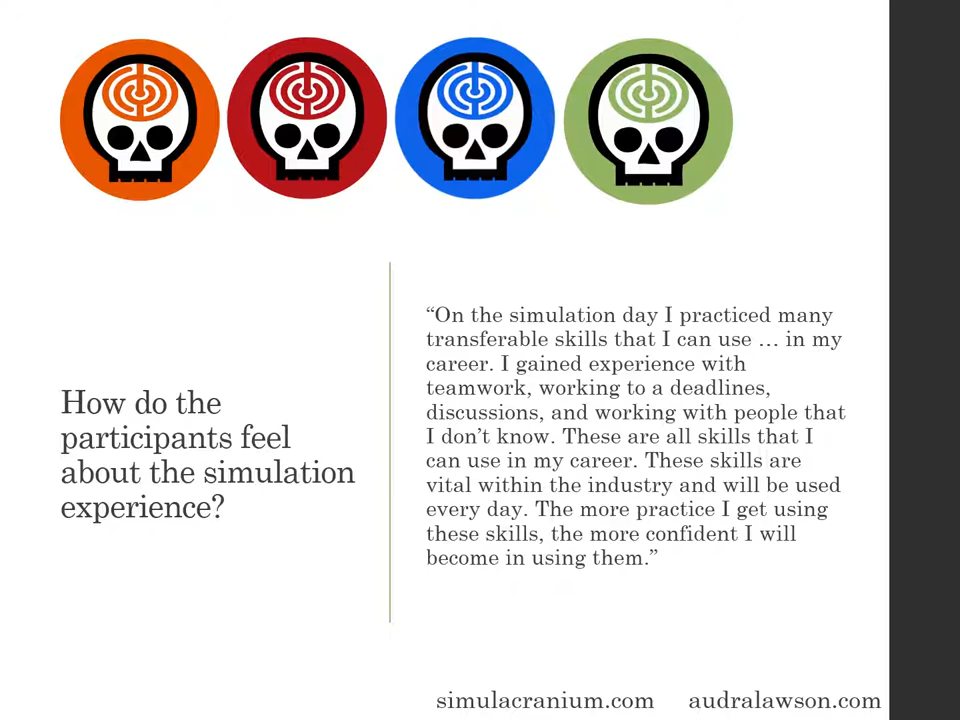 How do the
participants feel
about the simulation
experience?
“On the simulation day I practiced many
transferable skills that I can use … in my
career. I gained experience with
teamwork, working to a deadlines,
discussions, and working with people that
I don’t know. These are all skills that I
can use in my career. These skills are
vital within the industry and will be used
every day. The more practice I get using
these skills, the more confident I will
become in using them.”
simulacranium.com audralawson.com